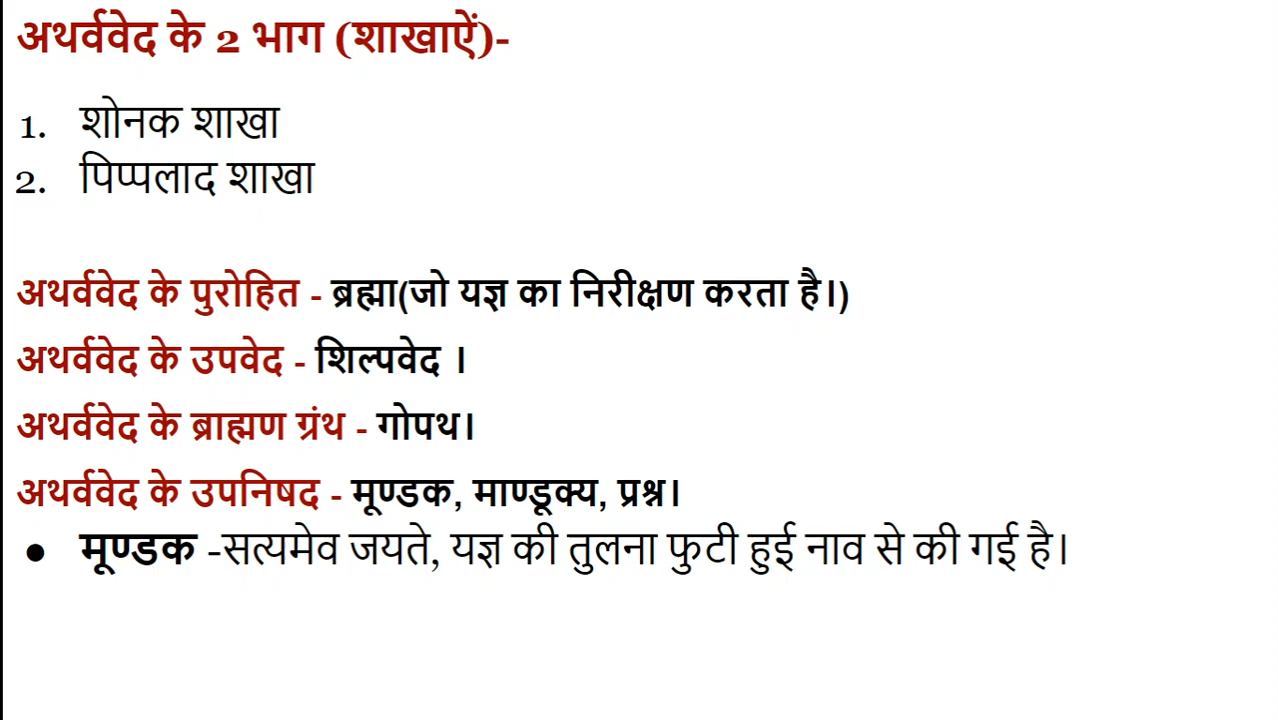 अथर्ववेद के 2 भाग (शाखाऐं)-
1. शोनक शाखा
2. पिप्पलाद शाखा
अथर्ववेद के पुरोहित - ब्रह्मा(जो यज्ञ का निरीक्षण करता है।)
अथर्ववेद के उपवेद - शिल्पवेद ।
अथर्ववेद के ब्राह्मण ग्रंथ - गोपथ।
अथर्ववेद के उपनिषद - मूण्डक, माण्डूक्य, प्रश्न।
● मूण्डक -सत्यमेव जयते, यज्ञ की तुलना फुटी हुई नाव से की गई है।